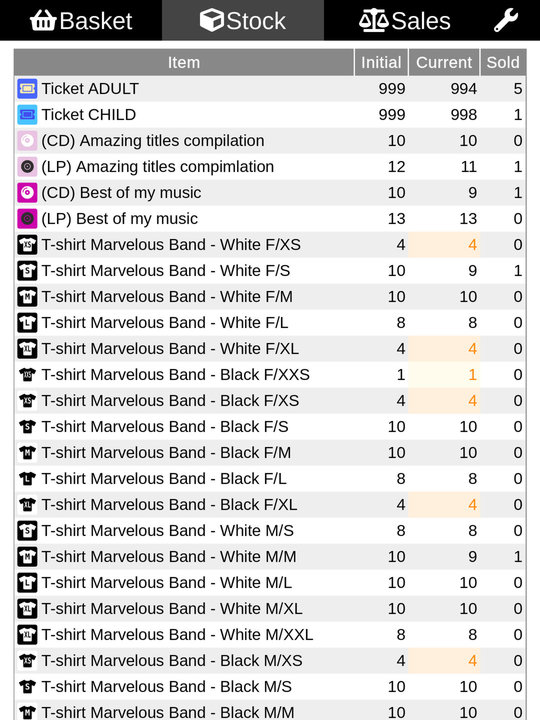 Basket Stock Sales
Item Initial Current Sold
Ticket ADULT 999 994 5
Ticket CHILD 999 998 1
(CD) Amazing titles compilation 10 10 0
(LP) Amazing titles compimlation 12 11 1
(CD) Best of my music 10 9 1
(LP) Best of my music 13 13 0
XS T-shirt Marvelous Band - White F/XS 4 4 0
S T-shirt Marvelous Band - White F/S 10 9 1
M T-shirt Marvelous Band - White F/M 10 10 0
L T-shirt Marvelous Band - White F/L 8 8 0
XL T-shirt Marvelous Band - White F/XL 4 4 0
XXS T-shirt Marvelous Band - Black F/XXS 1 1 0
XS T-shirt Marvelous Band - Black F/XS 4 4 0
S T-shirt Marvelous Band - Black F/S 10 10 0
M T-shirt Marvelous Band - Black F/M 10 10 0
L T-shirt Marvelous Band - Black F/L 8 8 0
XL T-shirt Marvelous Band - Black F/XL 4 4 0
S T-shirt Marvelous Band - White M/S 8 8 0
M T-shirt Marvelous Band - White M/M 10 9 1
L T-shirt Marvelous Band - White M/L 10 10 0
XL T-shirt Marvelous Band - White M/XL 10 10 0
XXL T-shirt Marvelous Band - White M/XXL 8 8 0
XS T-shirt Marvelous Band - Black M/XS 4 4 0
S T-shirt Marvelous Band - Black M/S 10 10 0
M T-shirt Marvelous Band - Black M/M 10 10 0